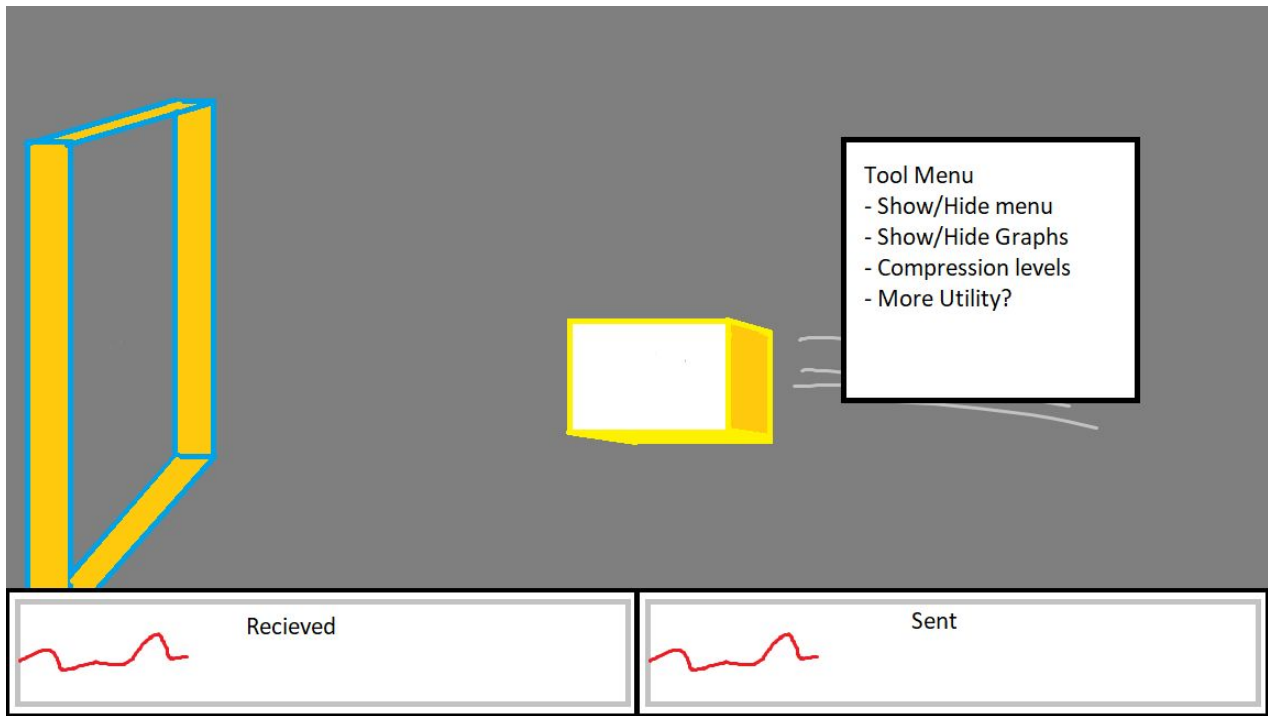 Tool Menu
- Show/Hide menu
- Show/Hide Graphs
- Compression levels
- More Utility?
Recieved
Sent